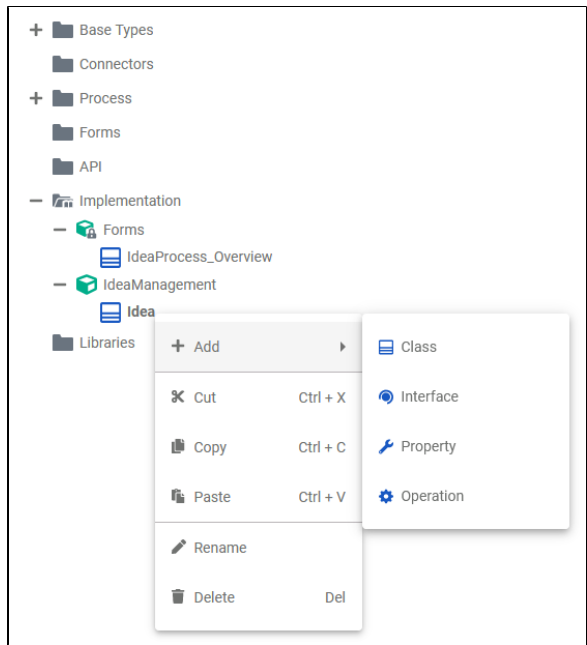 Base Types
Connectors
Process
Forms
API
Implementation
Forms
IdeaProcess_Overview
IdeaManagement
Idea
Libraries
Add
Cut Ctrl + X
Copy Ctrl + C
Paste Ctrl + V
Rename
Delete Del
Class
Interface
Property
Operation